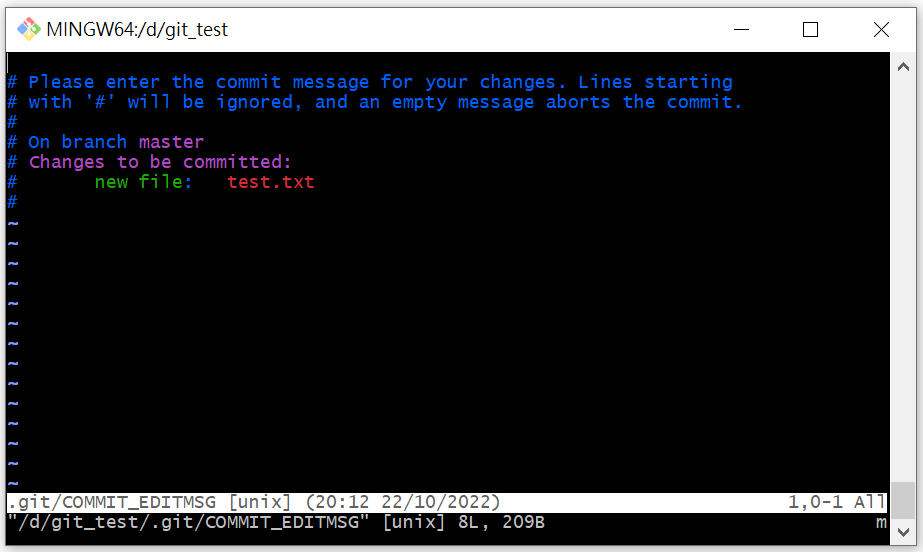 MINGW64:/d/git_test
# Please enter the commit message for your changes. Lines starting
# with '#' will be ignored, and an empty message aborts the commit.
#
# On branch master
# Changes to be committed:
#       new file:   test.txt
#
~
~
~
~
~
~
~
~
~
~
~
~
~
~
.git/COMMIT_EDITMSG [unix] (20:12 22/10/2022) 1,0-1 All
"/d/git_test/.git/COMMIT_EDITMSG" [unix] 8L, 209B m